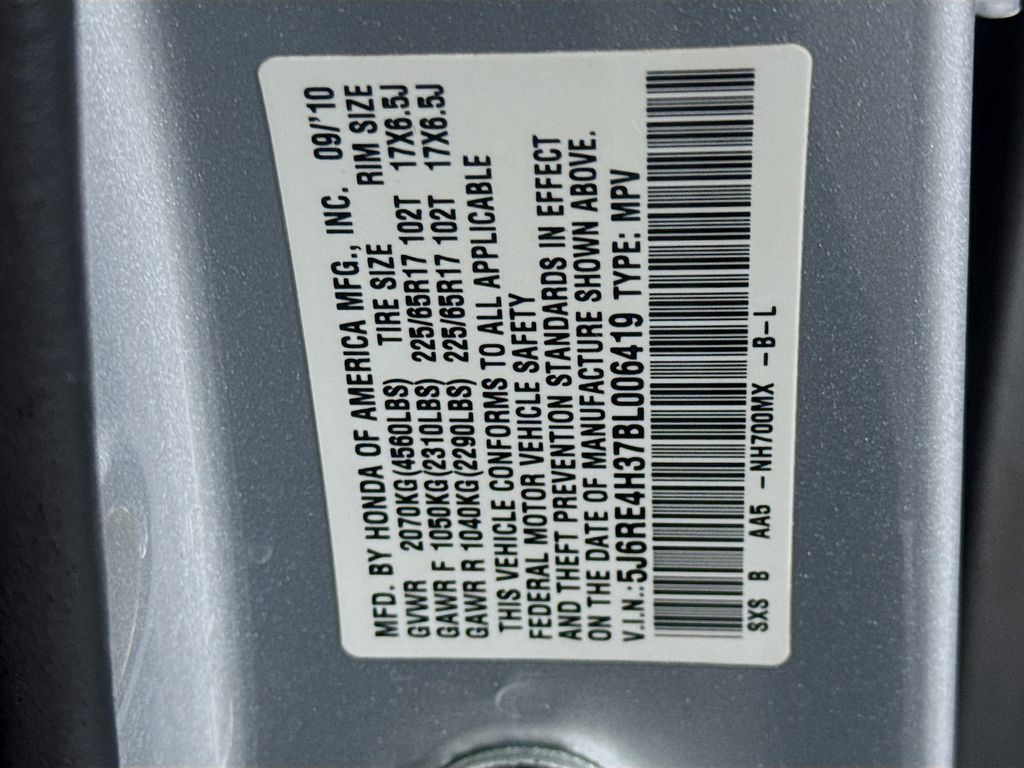 MFD. BY HONDA OF AMERICA MFG., INC. 09/'10
GVWR 2070KG(4560LBS) TIRE SIZE RIM SIZE
GAWR F 1050KG(2310LBS) 225/65R17 102T 17X6.5J
GAWR R 1040KG(2290LBS) 225/65R17 102T 17X6.5J
THIS VEHICLE CONFORMS TO ALL APPLICABLE
FEDERAL MOTOR VEHICLE SAFETY
AND THEFT PREVENTION STANDARDS IN EFFECT
ON THE DATE OF MANUFACTURE SHOWN ABOVE.
V.I.N.:5J6RE4H37BL006419 TYPE: MPV
SXS B AA5 -NH700MX -B-L